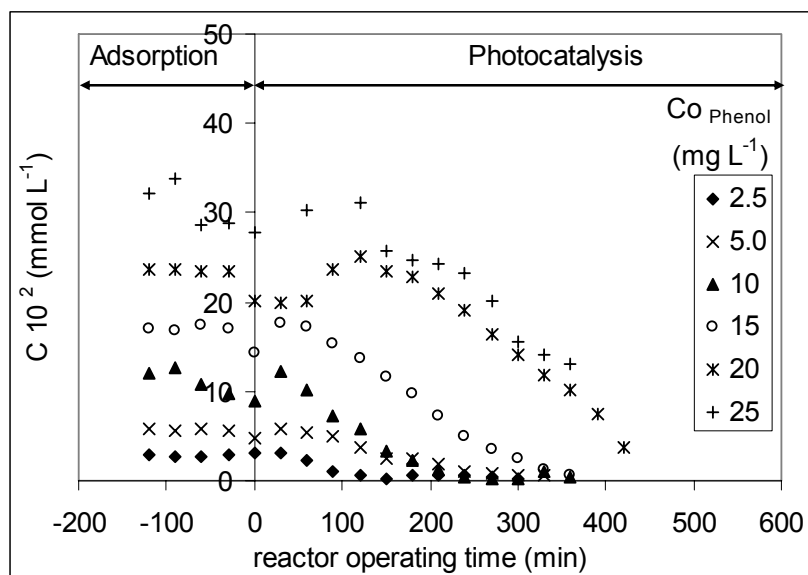 Adsorption
Photocatalysis
50
40
30
20
10
0
C 10 2 (mmol L-1)
-200 -100 0 100 200 300 400 500 600
reactor operating time (min)
Co Phenol
(mg L-1)
2.5
5.0
10
15
20
25